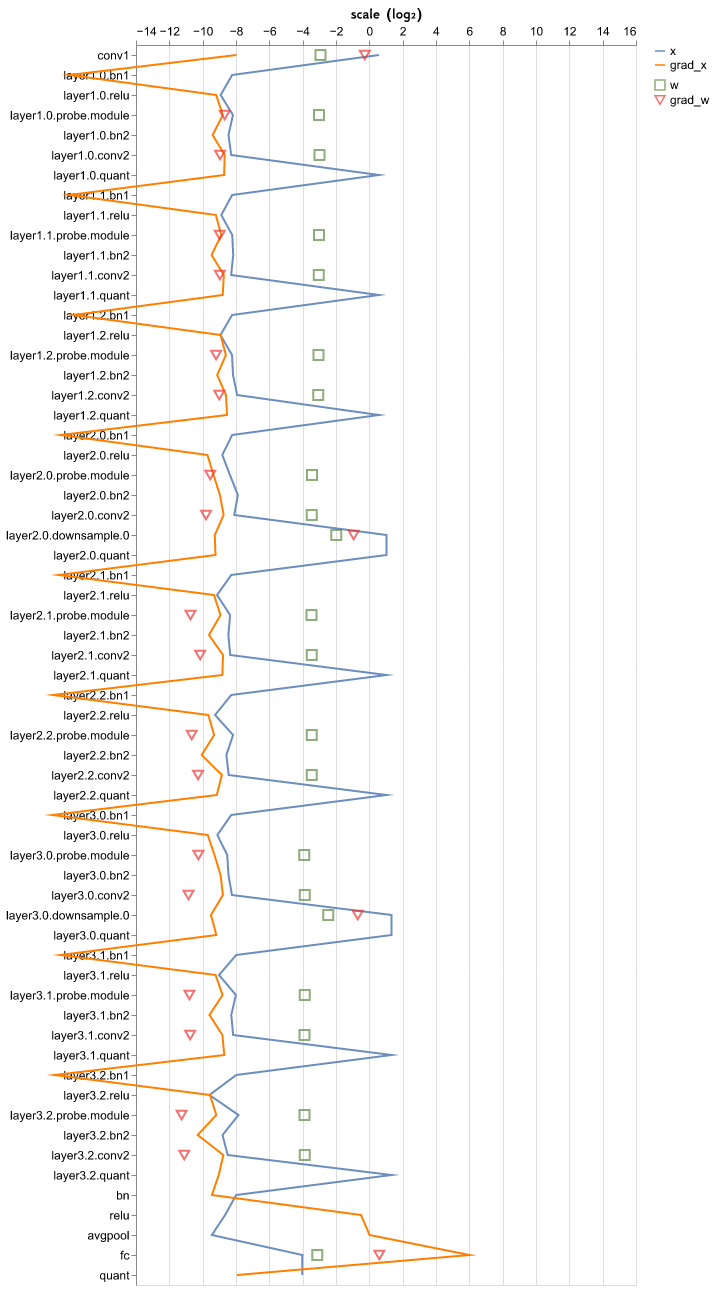 scale (log₂)
−14 −12 −10 −8 −6 −4 −2 0 2 4 6 8 10 12 14 16
x
grad_x
w
grad_w
conv1
layer1.0.bn1
layer1.0.relu
layer1.0.probe.module
layer1.0.bn2
layer1.0.conv2
layer1.0.quant
layer1.1.bn1
layer1.1.relu
layer1.1.probe.module
layer1.1.bn2
layer1.1.conv2
layer1.1.quant
layer1.2.bn1
layer1.2.relu
layer1.2.probe.module
layer1.2.bn2
layer1.2.conv2
layer1.2.quant
layer2.0.bn1
layer2.0.relu
layer2.0.probe.module
layer2.0.bn2
layer2.0.conv2
layer2.0.downsample.0
layer2.0.quant
layer2.1.bn1
layer2.1.relu
layer2.1.probe.module
layer2.1.bn2
layer2.1.conv2
layer2.1.quant
layer2.2.bn1
layer2.2.relu
layer2.2.probe.module
layer2.2.bn2
layer2.2.conv2
layer2.2.quant
layer3.0.bn1
layer3.0.relu
layer3.0.probe.module
layer3.0.bn2
layer3.0.conv2
layer3.0.downsample.0
layer3.0.quant
layer3.1.bn1
layer3.1.relu
layer3.1.probe.module
layer3.1.bn2
layer3.1.conv2
layer3.1.quant
layer3.2.bn1
layer3.2.relu
layer3.2.probe.module
layer3.2.bn2
layer3.2.conv2
layer3.2.quant
bn
relu
avgpool
fc
quant